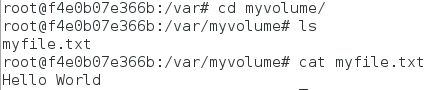 root@f4e0b07e366b:/var# cd myvolume/
root@f4e0b07e366b:/var/myvolume# ls
myfile.txt
root@f4e0b07e366b:/var/myvolume# cat myfile.txt
Hello World